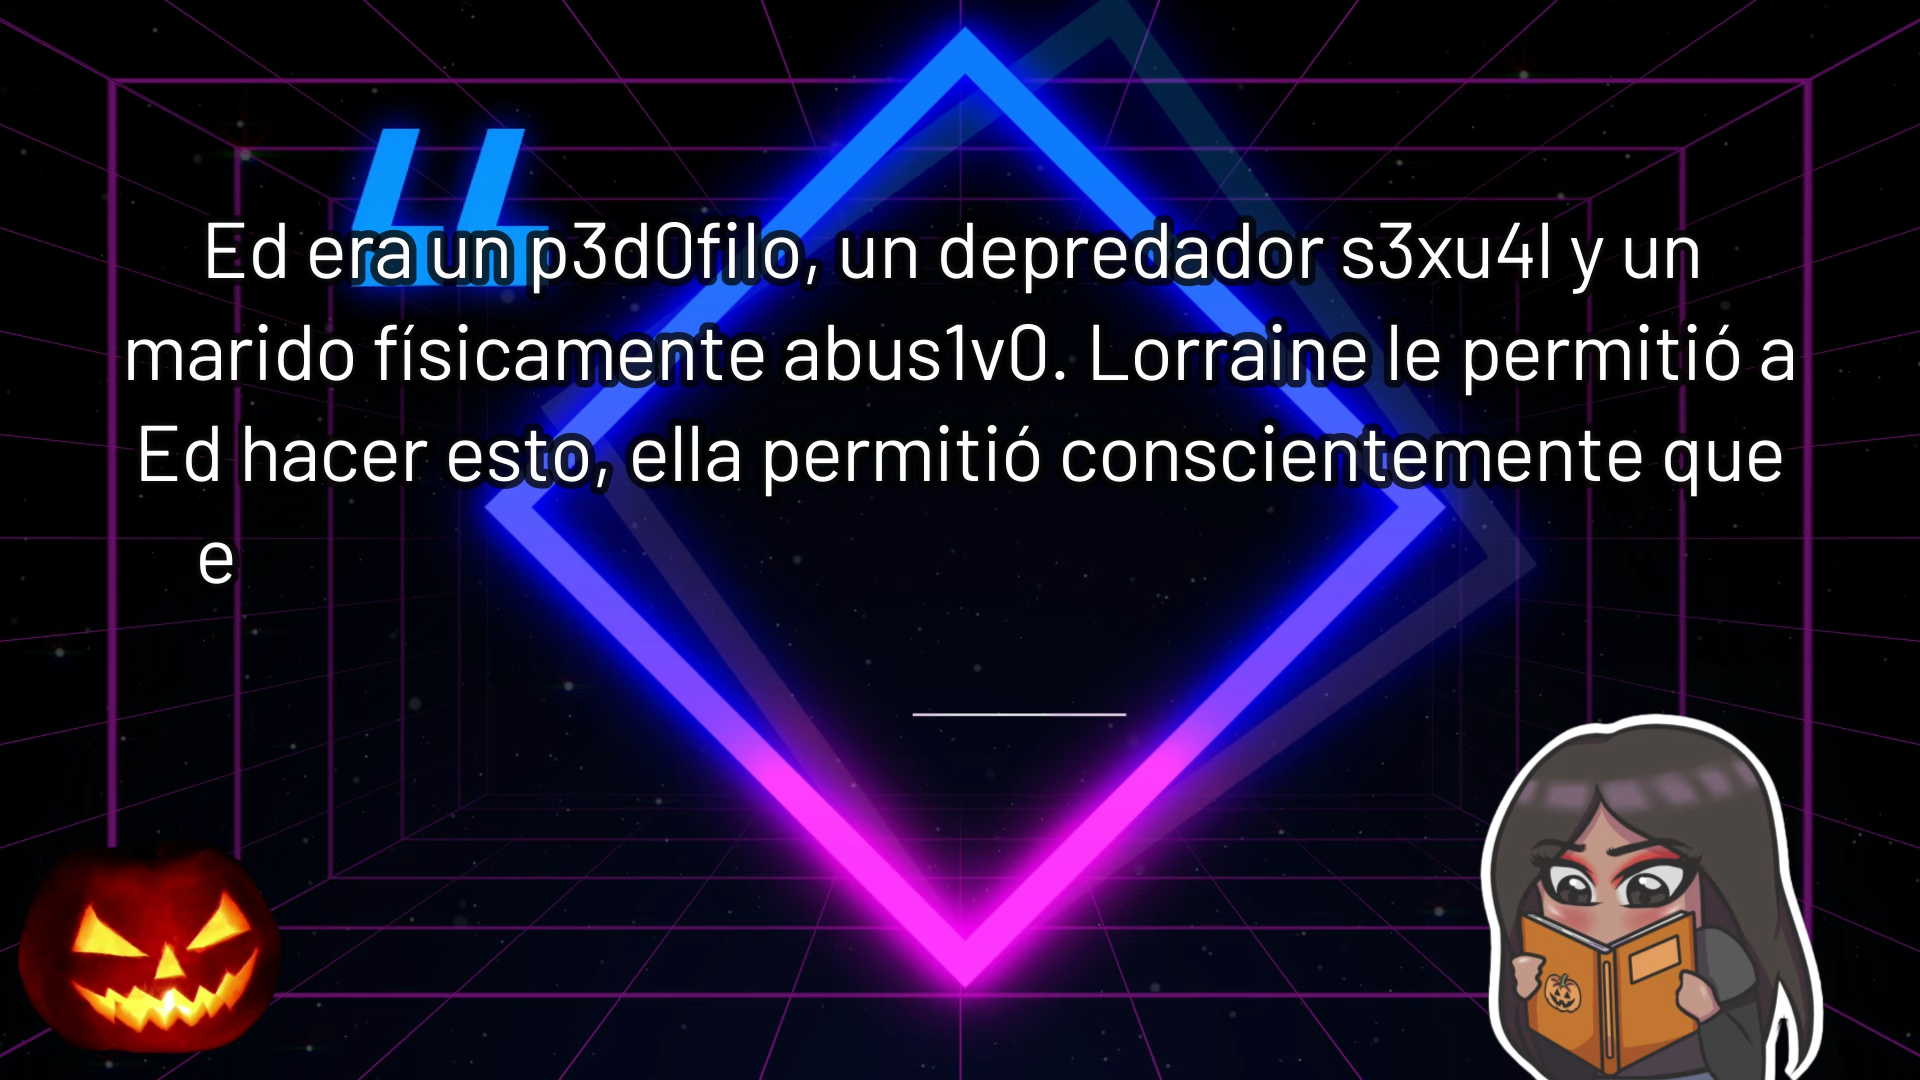 Ed era un p3d0filo, un depredador s3xu4l y un
marido físicamente abus1v0. Lorraine le permitió a
Ed hacer esto, ella permitió conscientemente que
e